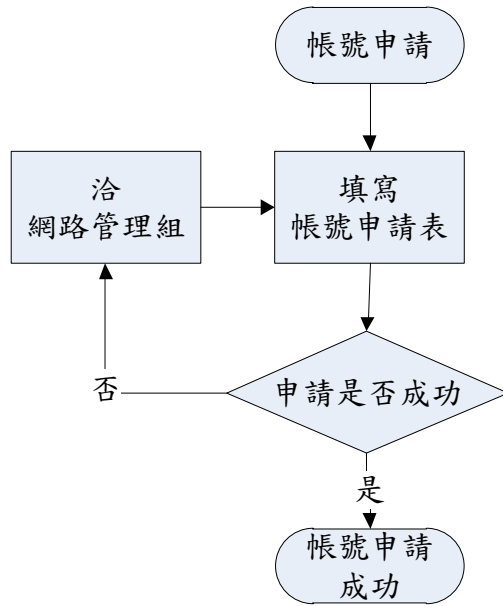 帳號申請
洽
網路管理組
填寫
帳號申請表
申請是否成功
否
是
帳號申請
成功